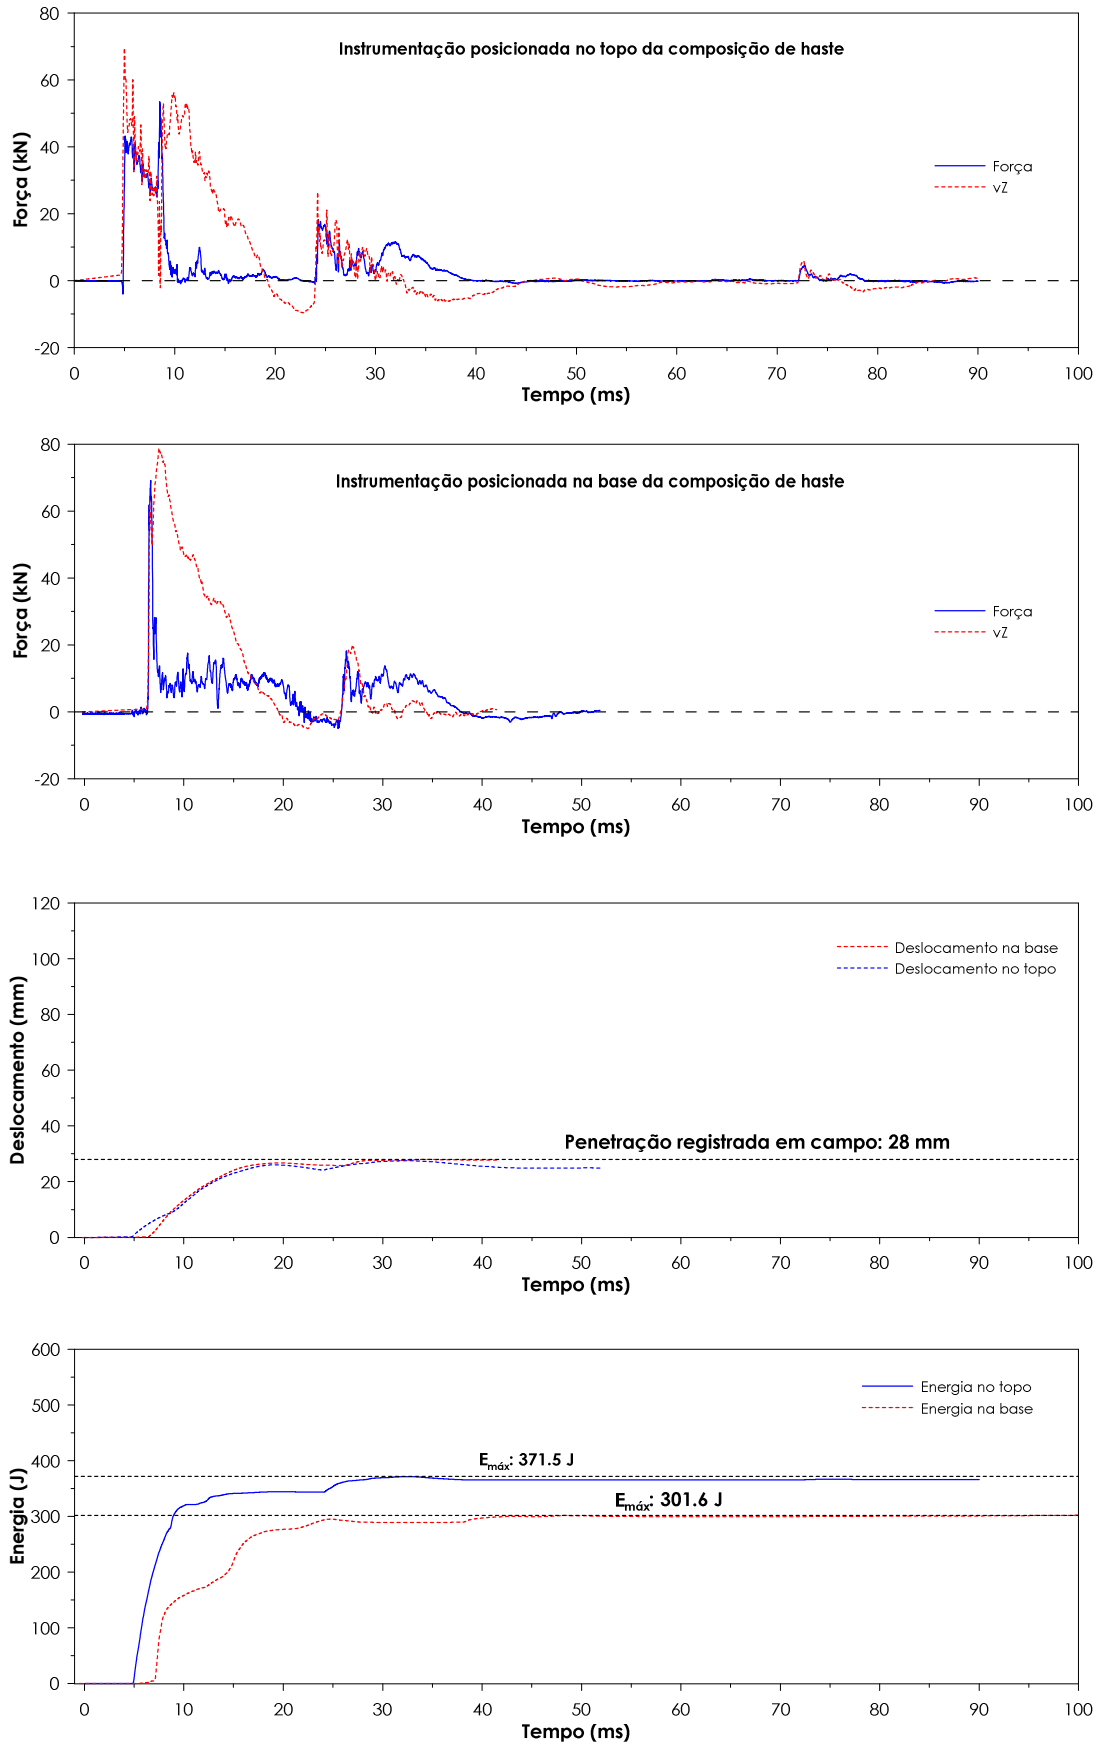 Instrumentação posicionada no topo da composição de haste
Força (kN)
80
60
40
20
0
-20
Força
vZ
0 10 20 30 40 50 60 70 80 90 100
Tempo (ms)
Instrumentação posicionada na base da composição de haste
Força (kN)
80
60
40
20
0
-20
Força
vZ
0 10 20 30 40 50 60 70 80 90 100
Tempo (ms)
Deslocamento (mm)
120
100
80
60
40
20
0
Deslocamento na base
Deslocamento no topo
Penetração registrada em campo: 28 mm
0 10 20 30 40 50 60 70 80 90 100
Tempo (ms)
Energia (J)
600
500
400
300
200
100
0
Energia no topo
Energia na base
Emáx: 371.5 J
Emáx: 301.6 J
0 10 20 30 40 50 60 70 80 90 100
Tempo (ms)